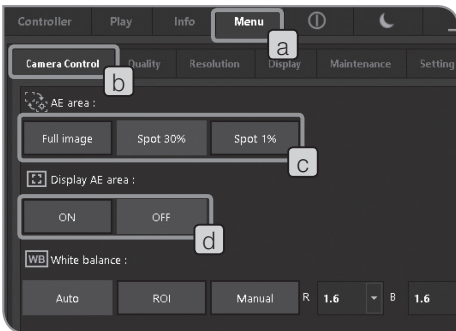 Controller Play Info Menu
a
Camera Control Quality Resolution Display Maintenance Setting
b
AE area :
Full image Spot 30% Spot 1%
c
Display AE area :
ON OFF
d
WB White balance :
Auto ROI Manual R 1.6 B 1.6